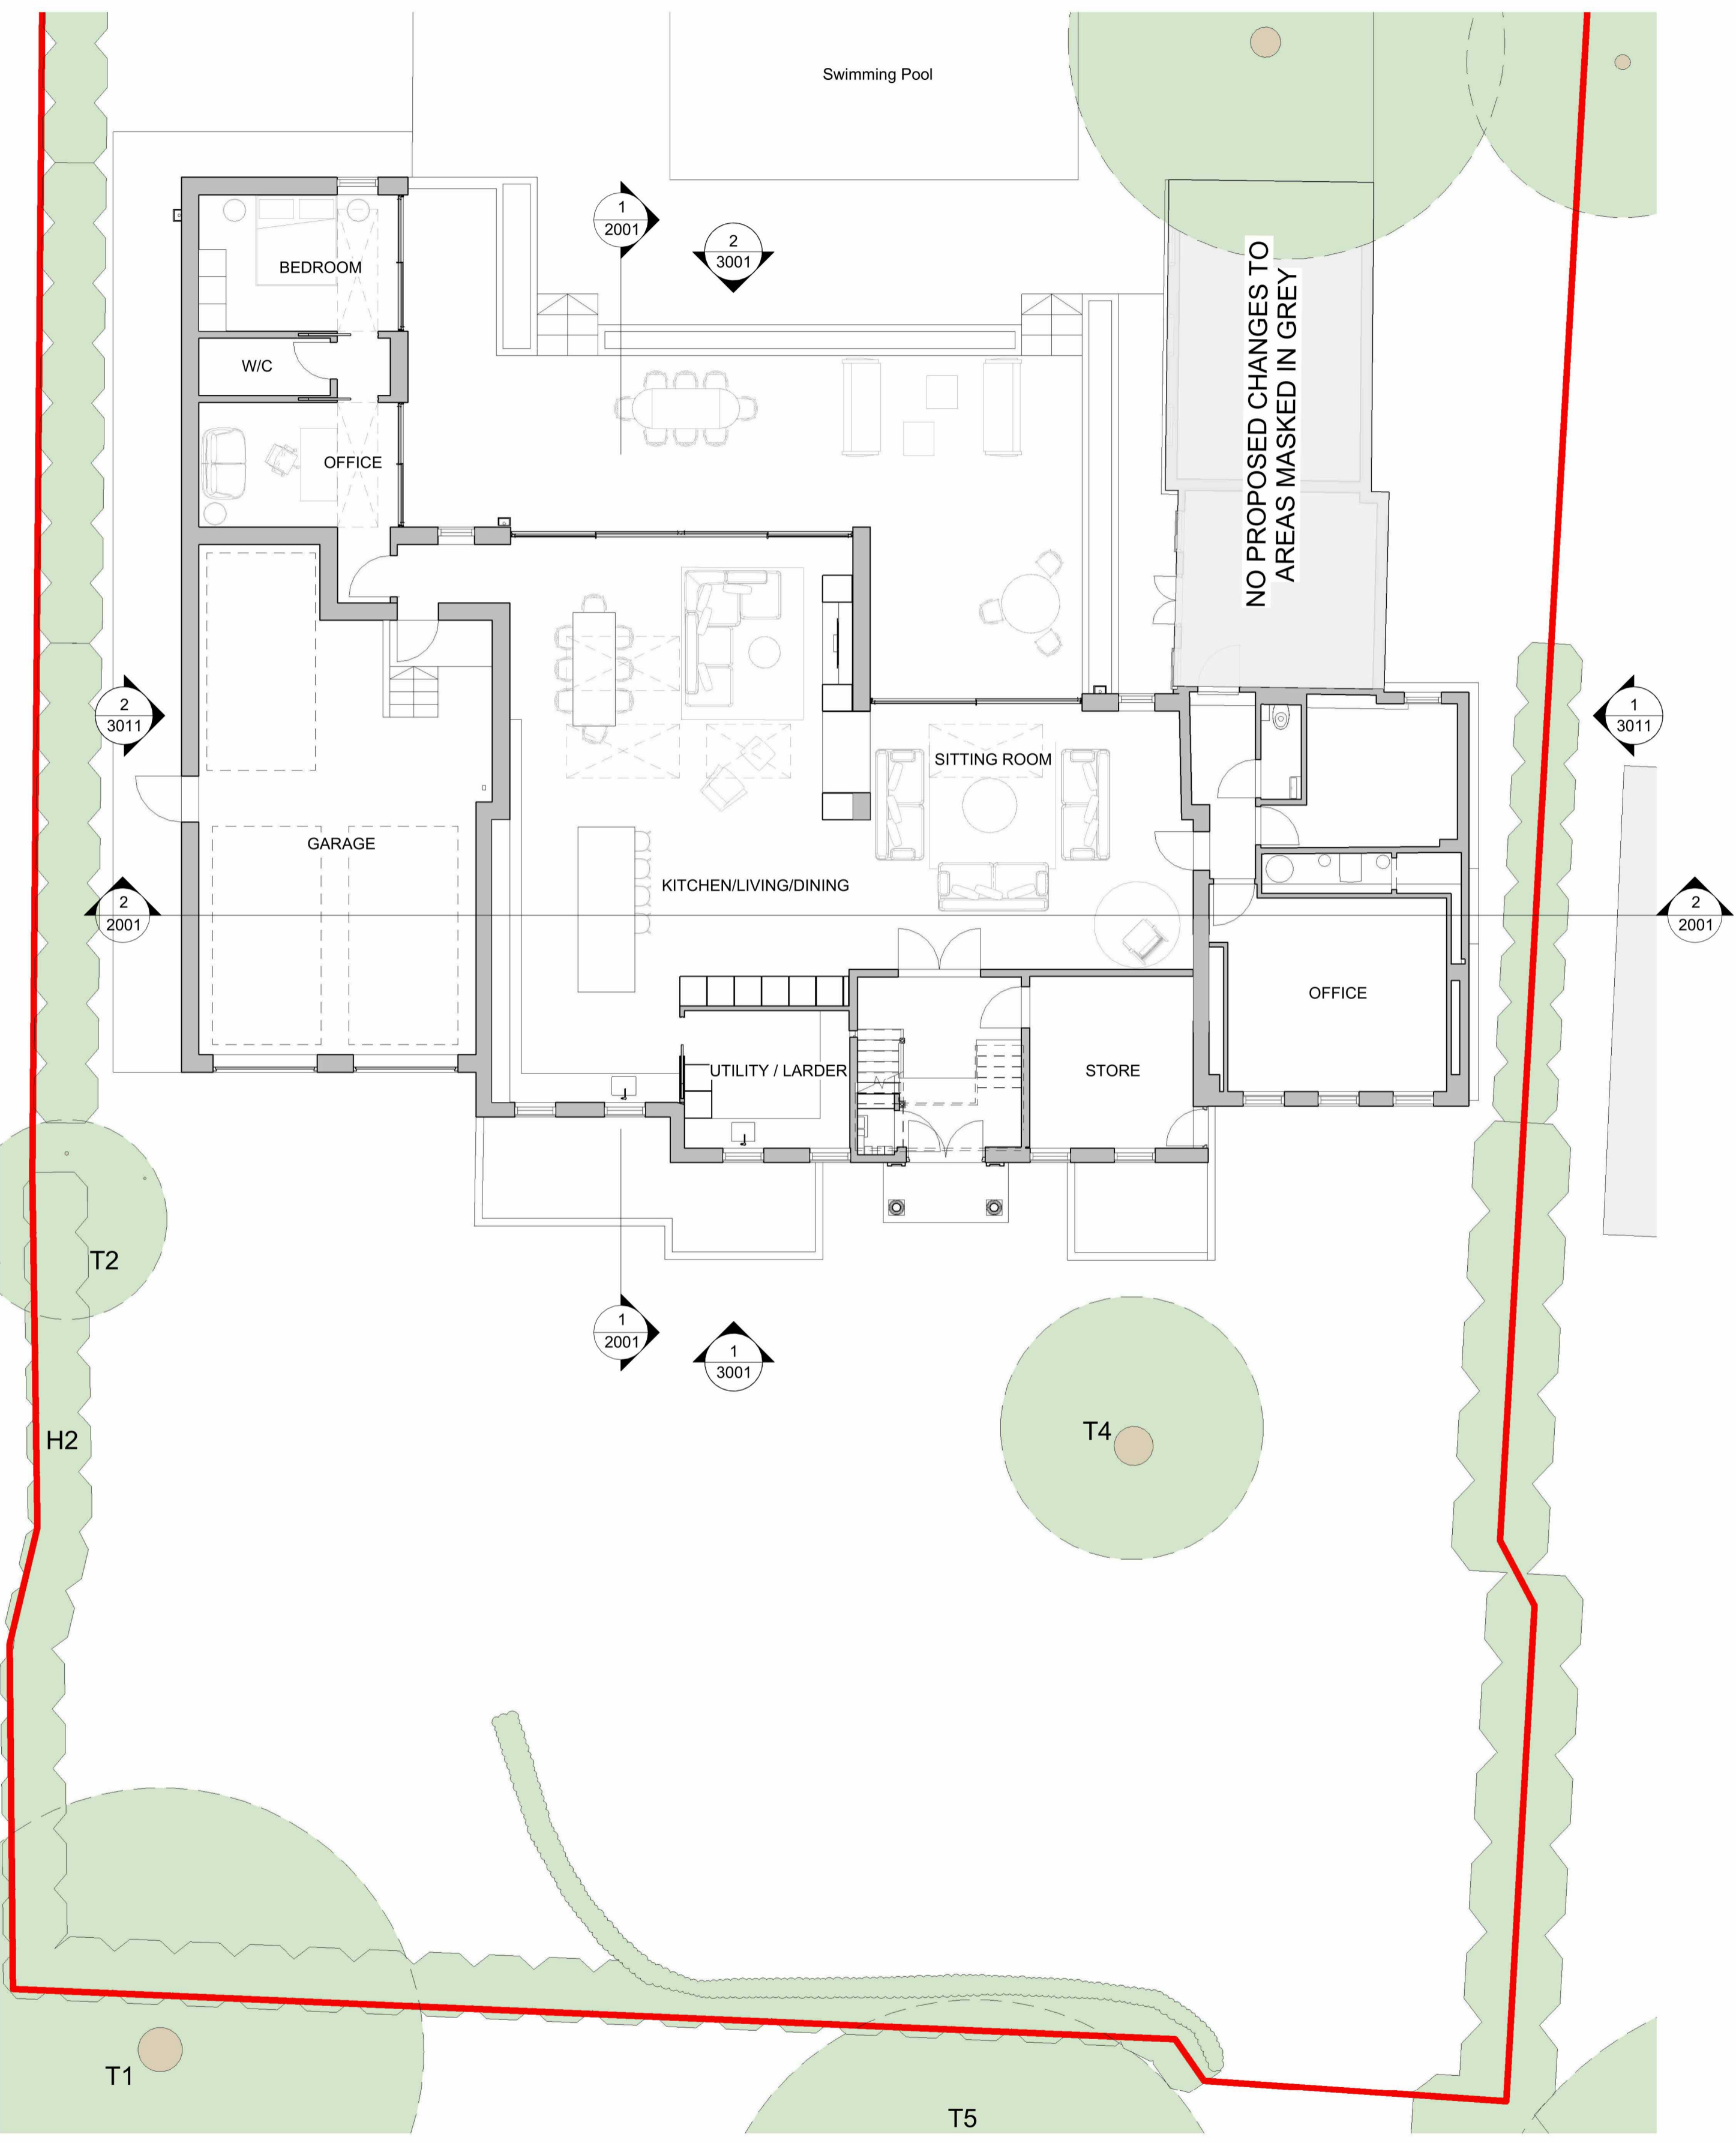 Swimming Pool
1
2001
2
3001
NO PROPOSED CHANGES TO
AREAS MASKED IN GREY
BEDROOM
W/C
OFFICE
2
3011
1
3011
SITTING ROOM
GARAGE
KITCHEN/LIVING/DINING
2
2001
2
2001
OFFICE
UTILITY / LARDER
STORE
T2
1
2001
1
3001
T4
H2
T1
T5